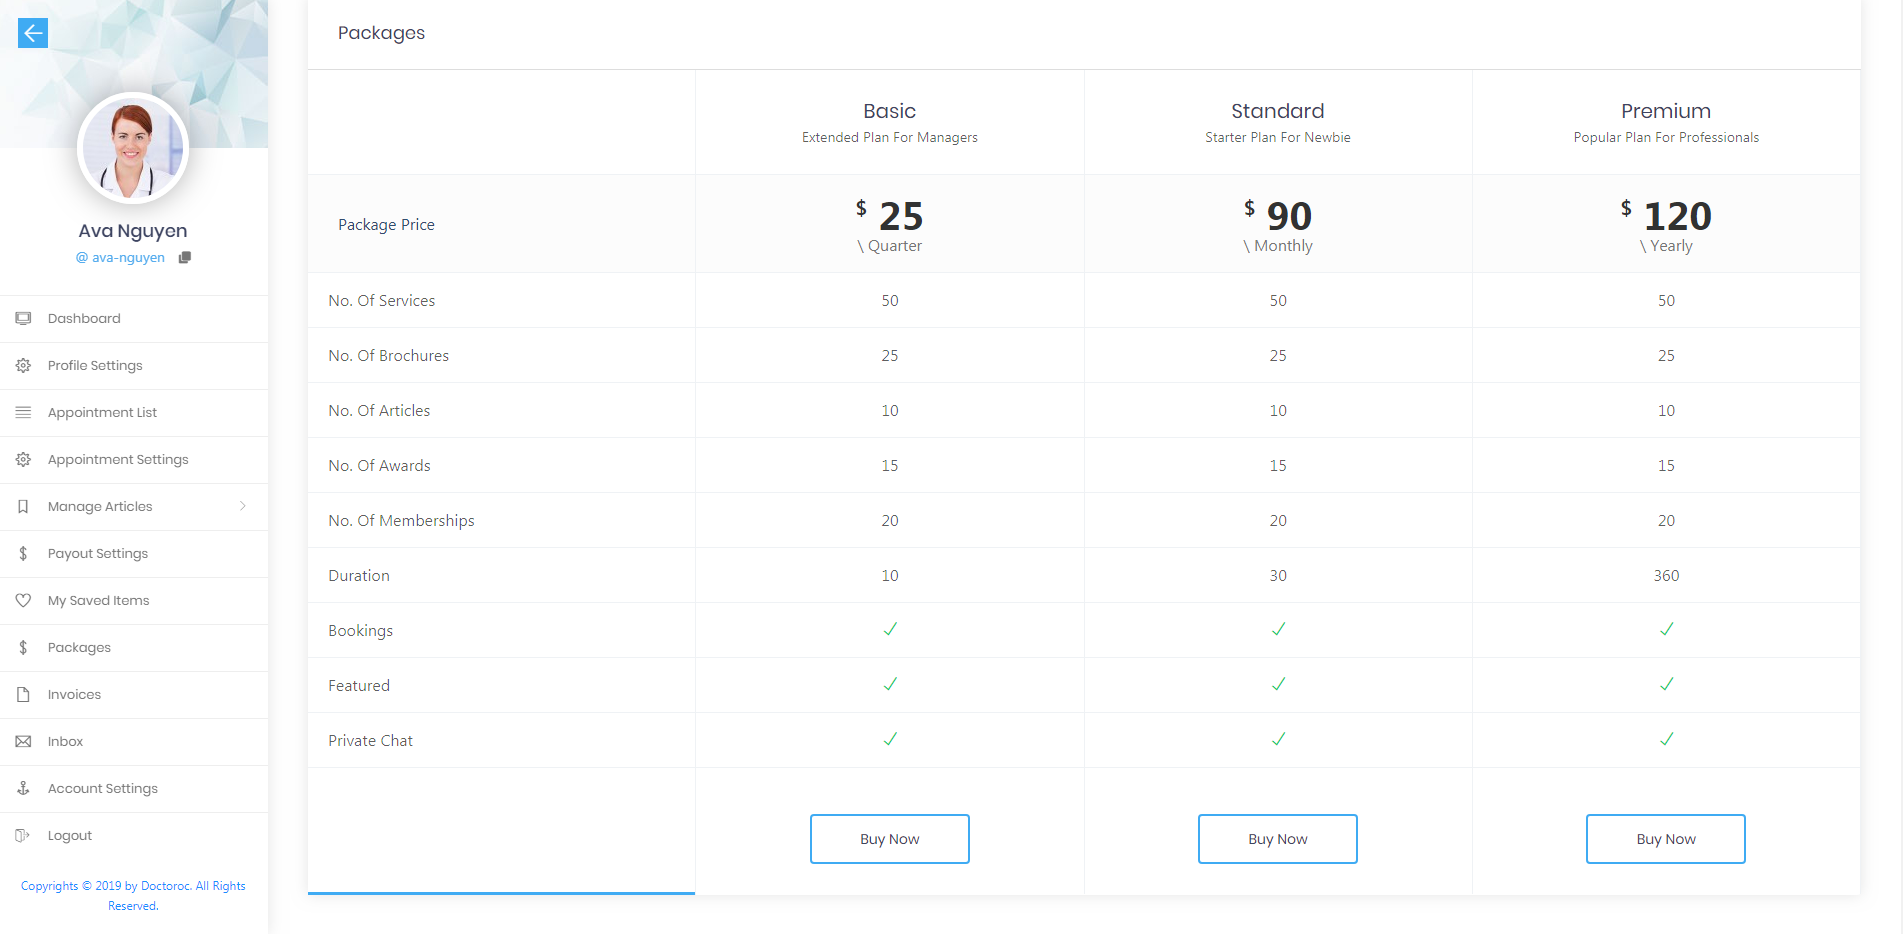 Ava Nguyen
@ ava-nguyen
Dashboard
Profile Settings
Appointment List
Appointment Settings
Manage Articles
Payout Settings
My Saved Items
Packages
Invoices
Inbox
Account Settings
Logout
Copyrights © 2019 by Doctoroc. All Rights
Reserved.
Packages
Basic Standard Premium
Extended Plan For Managers Starter Plan For Newbie Popular Plan For Professionals
Package Price $ 25 $ 90 $ 120
\ Quarter \ Monthly \ Yearly
No. Of Services 50 50 50
No. Of Brochures 25 25 25
No. Of Articles 10 10 10
No. Of Awards 15 15 15
No. Of Memberships 20 20 20
Duration 10 30 360
Bookings
Featured
Private Chat
Buy Now Buy Now Buy Now